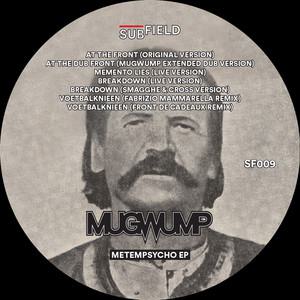 SUBFIELD
AT THE FRONT (ORIGINAL VERSION)
AT THE DUB FRONT (MUGWUMP EXTENDED DUB VERSION)
MEMENTO LIES (LIVE VERSION)
BREAKDOWN (LIVE VERSION)
BREAKDOWN (SMAGGHE & CROSS VERSION)
VOETBALKNIEEN (FABRIZIO MAMMARELLA REMIX)
VOETBALKNIEEN (FRONT DE CADEAUX REMIX)
SF009
MUGWUMP
METEMPSYCHO EP